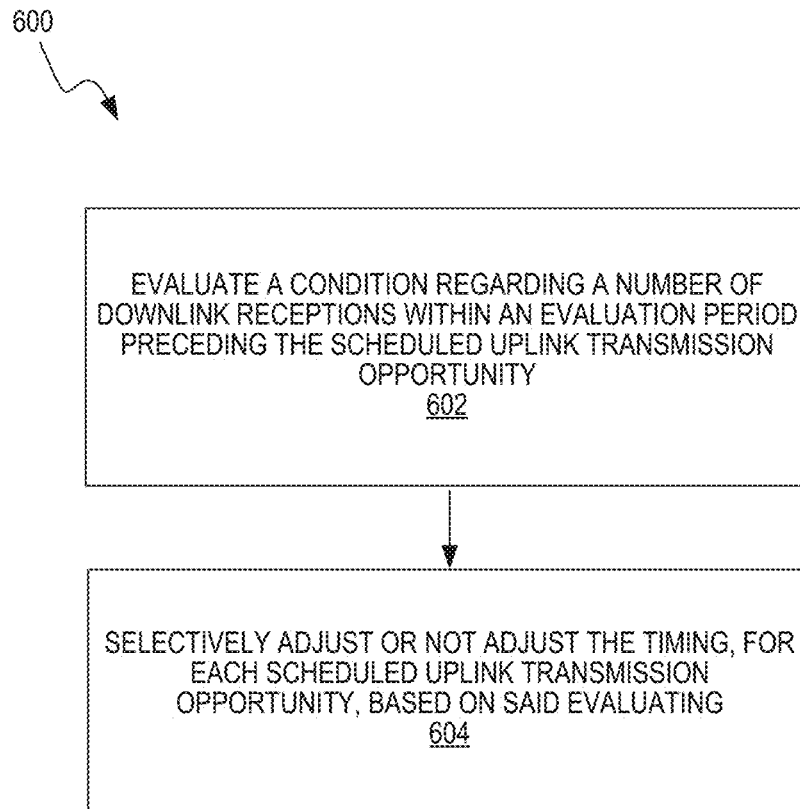 600
EVALUATE A CONDITION REGARDING A NUMBER OF
DOWNLINK RECEPTIONS WITHIN AN EVALUATION PERIOD
PRECEDING THE SCHEDULED UPLINK TRANSMISSION
OPPORTUNITY
602
SELECTIVELY ADJUST OR NOT ADJUST THE TIMING, FOR
EACH SCHEDULED UPLINK TRANSMISSION
OPPORTUNITY, BASED ON SAID EVALUATING
604